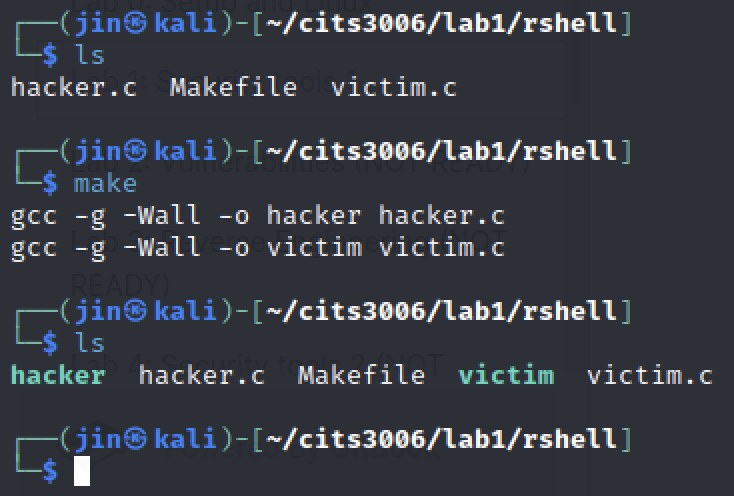 ┌──(jin㉿kali)-[~/cits3006/lab1/rshell]
└─$ ls
hacker.c  Makefile  victim.c
┌──(jin㉿kali)-[~/cits3006/lab1/rshell]
└─$ make
gcc -g -Wall -o hacker hacker.c
gcc -g -Wall -o victim victim.c
READY)
┌──(jin㉿kali)-[~/cits3006/lab1/rshell]
└─$ ls
hacker  hacker.c  Makefile  victim  victim.c
┌──(jin㉿kali)-[~/cits3006/lab1/rshell]
└─$